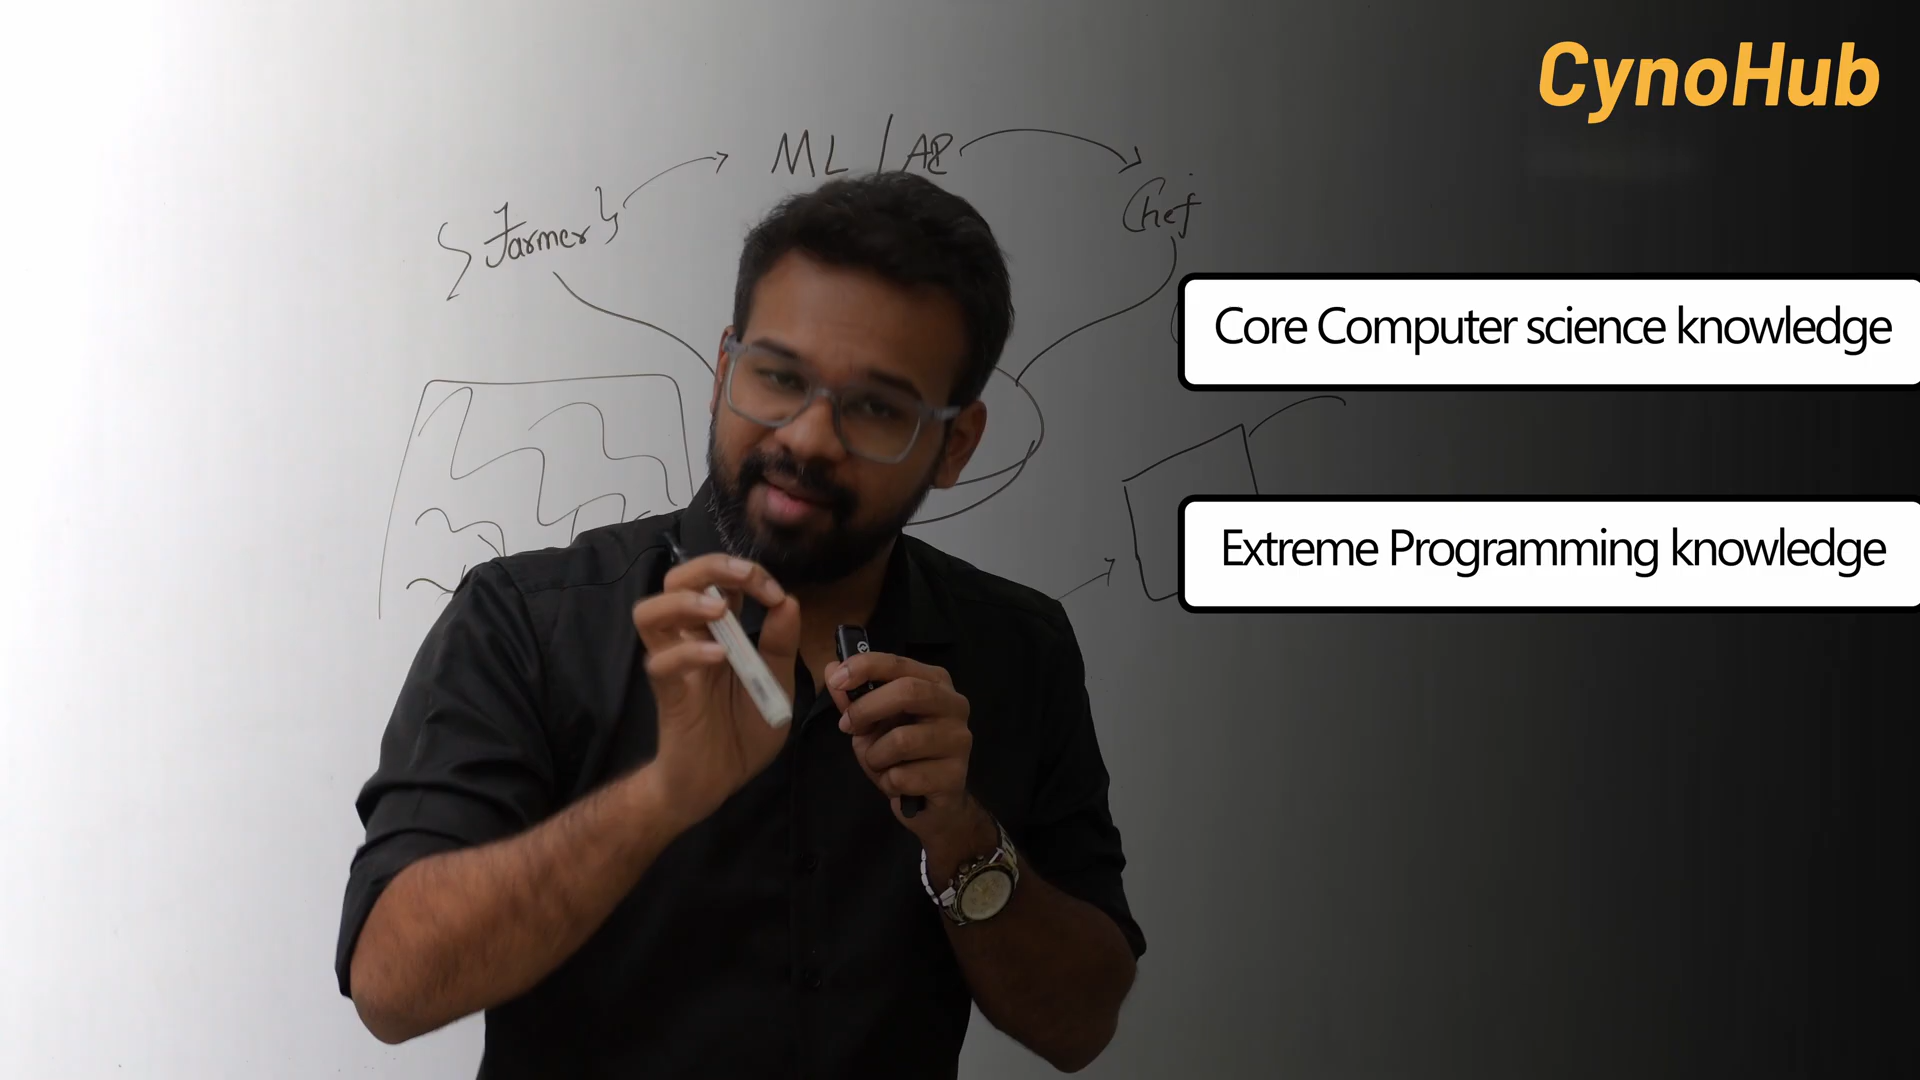 CynoHub
ML / AI
{ Farmer }
Chef
Core Computer science knowledge
Extreme Programming knowledge